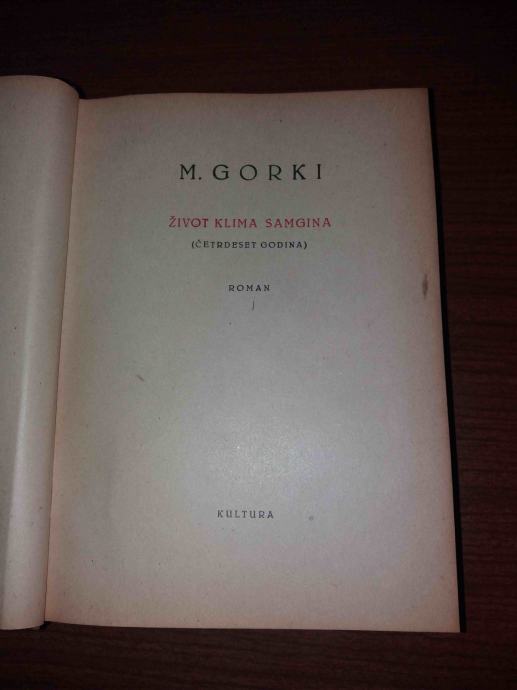 M. GORKI
ŽIVOT KLIMA SAMGINA
(ČETRDESET GODINA)
ROMAN
I
KULTURA